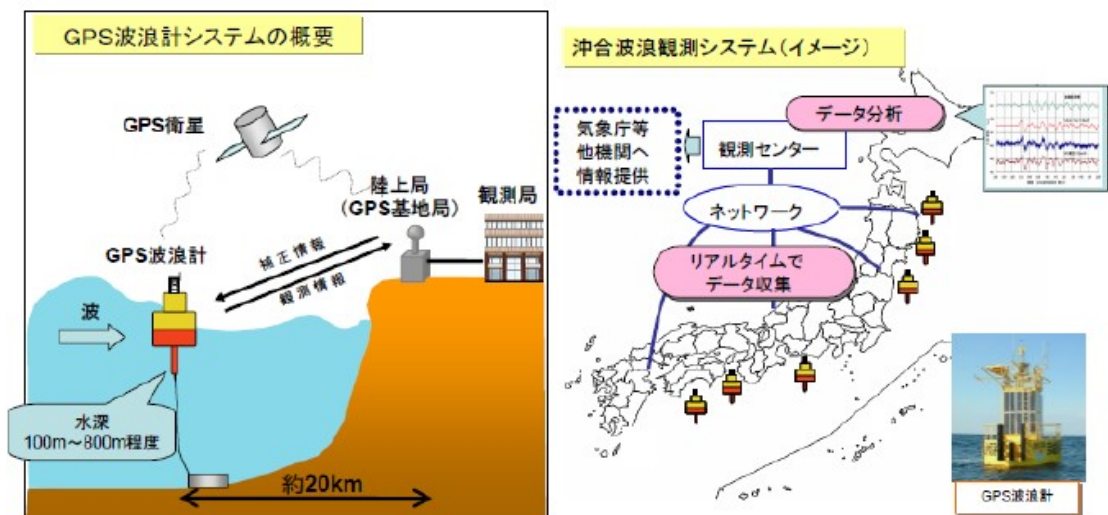 GPS波浪計システムの概要
GPS衛星
陸上局
(GPS基地局)
観測局
GPS波浪計
補正情報
観測情報
波
水深
100m～800m程度
約20km
沖合波浪観測システム(イメージ)
データ分析
気象庁等
他機関へ
情報提供
観測センター
ネットワーク
リアルタイムで
データ収集
GPS波浪計